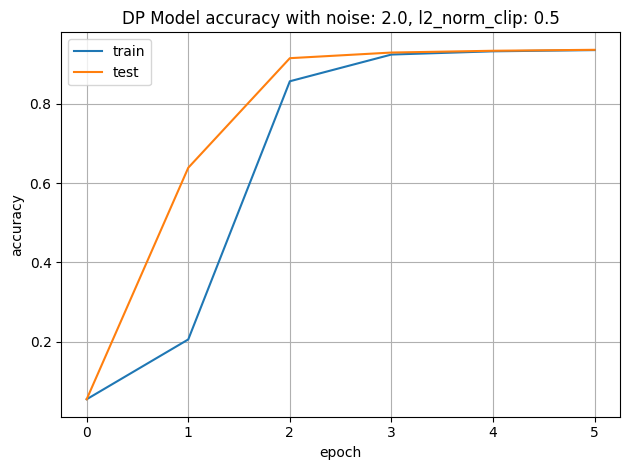 DP Model accuracy with noise: 2.0, l2_norm_clip: 0.5
train
test
0.8
0.6
0.4
0.2
accuracy
0 1 2 3 4 5
epoch